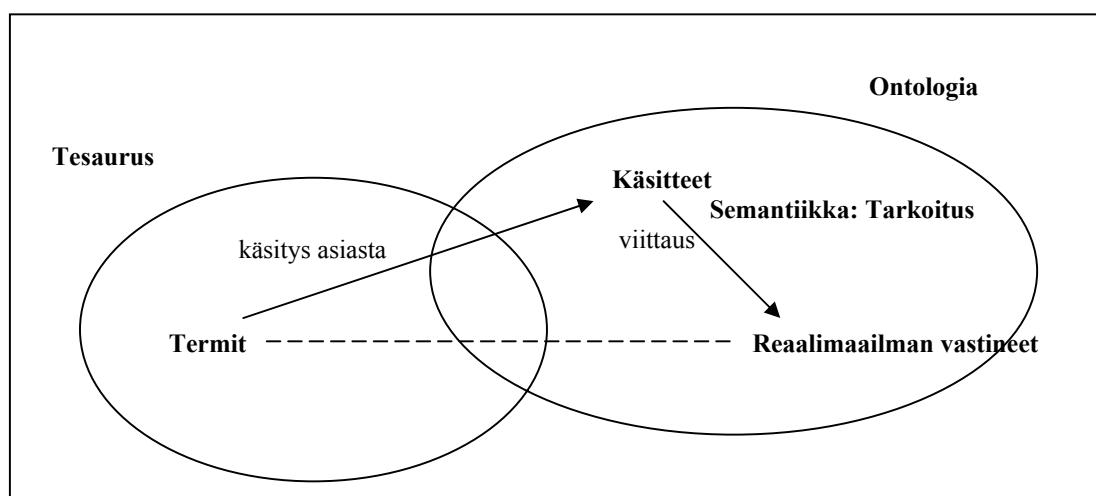 Ontologia
Tesaurus
Käsitteet
Semantiikka: Tarkoitus
käsitys asiasta
viittaus
Termit
Reaalimaailman vastineet